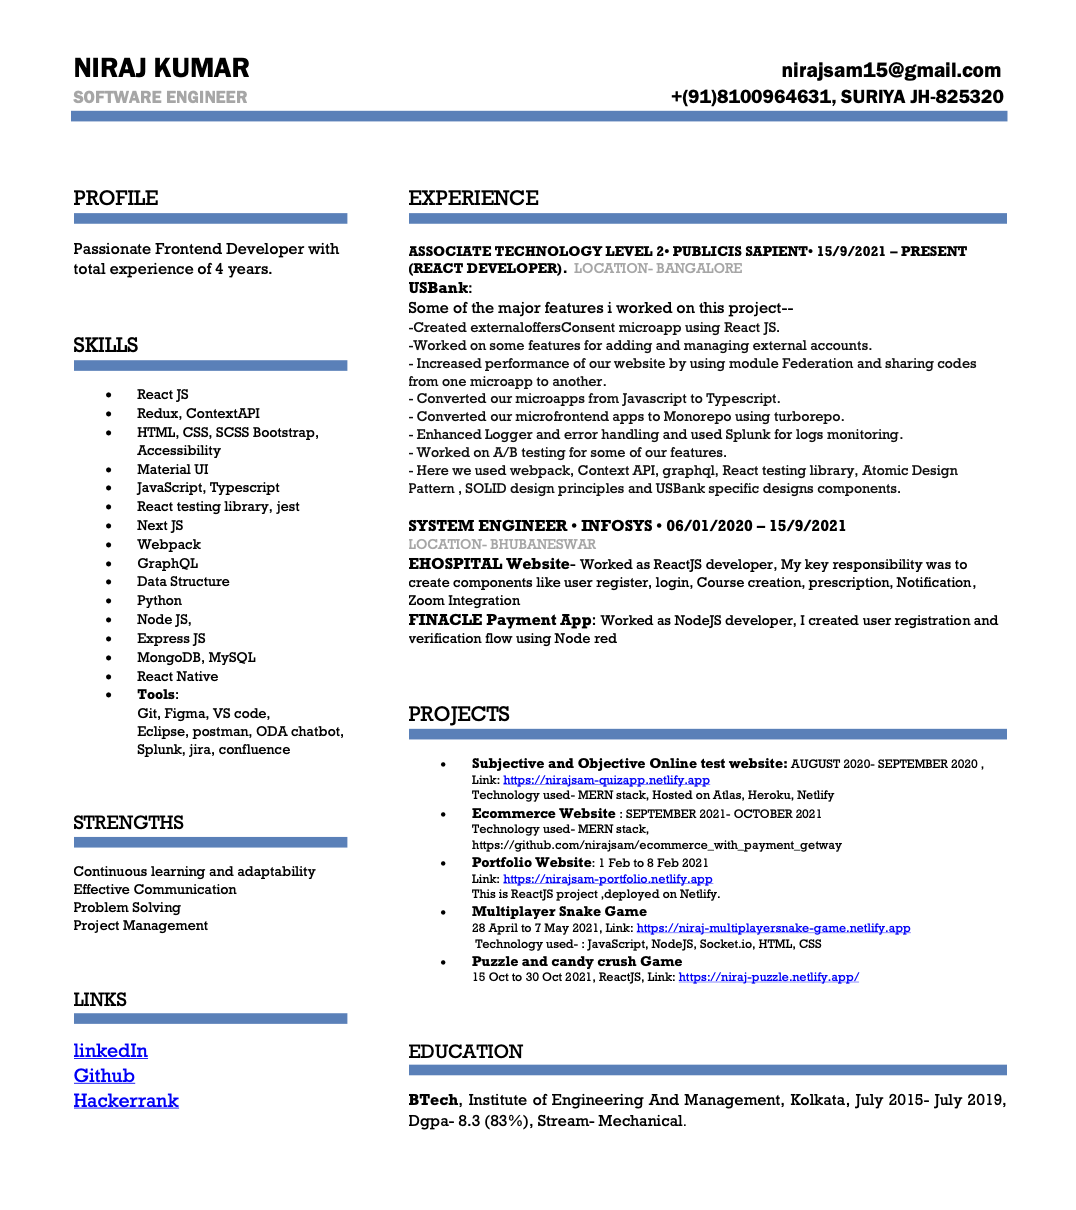 NIRAJ KUMAR
SOFTWARE ENGINEER
nirajsam15@gmail.com
+(91)8100964631, SURIYA JH-825320
PROFILE
Passionate Frontend Developer with
total experience of 4 years.
SKILLS
• React JS
• Redux, ContextAPI
• HTML, CSS, SCSS Bootstrap,
Accessibility
• Material UI
• JavaScript, Typescript
• React testing library, jest
• Next JS
• Webpack
• GraphQL
• Data Structure
• Python
• Node JS,
• Express JS
• MongoDB, MySQL
• React Native
• Tools:
Git, Figma, VS code,
Eclipse, postman, ODA chatbot,
Splunk, jira, confluence
STRENGTHS
Continuous learning and adaptability
Effective Communication
Problem Solving
Project Management
LINKS
linkedIn
Github
Hackerrank
EXPERIENCE
ASSOCIATE TECHNOLOGY LEVEL 2• PUBLICIS SAPIENT• 15/9/2021 – PRESENT
(REACT DEVELOPER). LOCATION- BANGALORE
USBank:
Some of the major features i worked on this project--
-Created externaloffersConsent microapp using React JS.
-Worked on some features for adding and managing external accounts.
- Increased performance of our website by using module Federation and sharing codes
from one microapp to another.
- Converted our microapps from Javascript to Typescript.
- Converted our microfrontend apps to Monorepo using turborepo.
- Enhanced Logger and error handling and used Splunk for logs monitoring.
- Worked on A/B testing for some of our features.
- Here we used webpack, Context API, graphql, React testing library, Atomic Design
Pattern , SOLID design principles and USBank specific designs components.
SYSTEM ENGINEER • INFOSYS • 06/01/2020 – 15/9/2021
LOCATION- BHUBANESWAR
EHOSPITAL Website- Worked as ReactJS developer, My key responsibility was to
create components like user register, login, Course creation, prescription, Notification,
Zoom Integration
FINACLE Payment App: Worked as NodeJS developer, I created user registration and
verification flow using Node red
PROJECTS
• Subjective and Objective Online test website: AUGUST 2020- SEPTEMBER 2020 ,
Link: https://nirajsam-quizapp.netlify.app
Technology used- MERN stack, Hosted on Atlas, Heroku, Netlify
• Ecommerce Website : SEPTEMBER 2021- OCTOBER 2021
Technology used- MERN stack,
https://github.com/nirajsam/ecommerce_with_payment_getway
• Portfolio Website: 1 Feb to 8 Feb 2021
Link: https://nirajsam-portfolio.netlify.app
This is ReactJS project ,deployed on Netlify.
• Multiplayer Snake Game
28 April to 7 May 2021, Link: https://niraj-multiplayersnake-game.netlify.app
Technology used- : JavaScript, NodeJS, Socket.io, HTML, CSS
• Puzzle and candy crush Game
15 Oct to 30 Oct 2021, ReactJS, Link: https://niraj-puzzle.netlify.app/
EDUCATION
BTech, Institute of Engineering And Management, Kolkata, July 2015- July 2019,
Dgpa- 8.3 (83%), Stream- Mechanical.